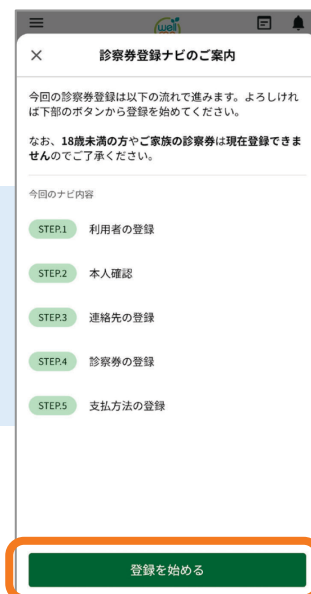 well
診察券登録ナビのご案内
今回の診察券登録は以下の流れで進みます。よろしけれ
ば下部のボタンから登録を始めてください。
なお、18歳未満の方やご家族の診察券は現在登録できま
せんのでご了承ください。
今回のナビ内容
STEP.1 利用者の登録
STEP.2 本人確認
STEP.3 連絡先の登録
STEP.4 診察券の登録
STEP.5 支払方法の登録
登録を始める